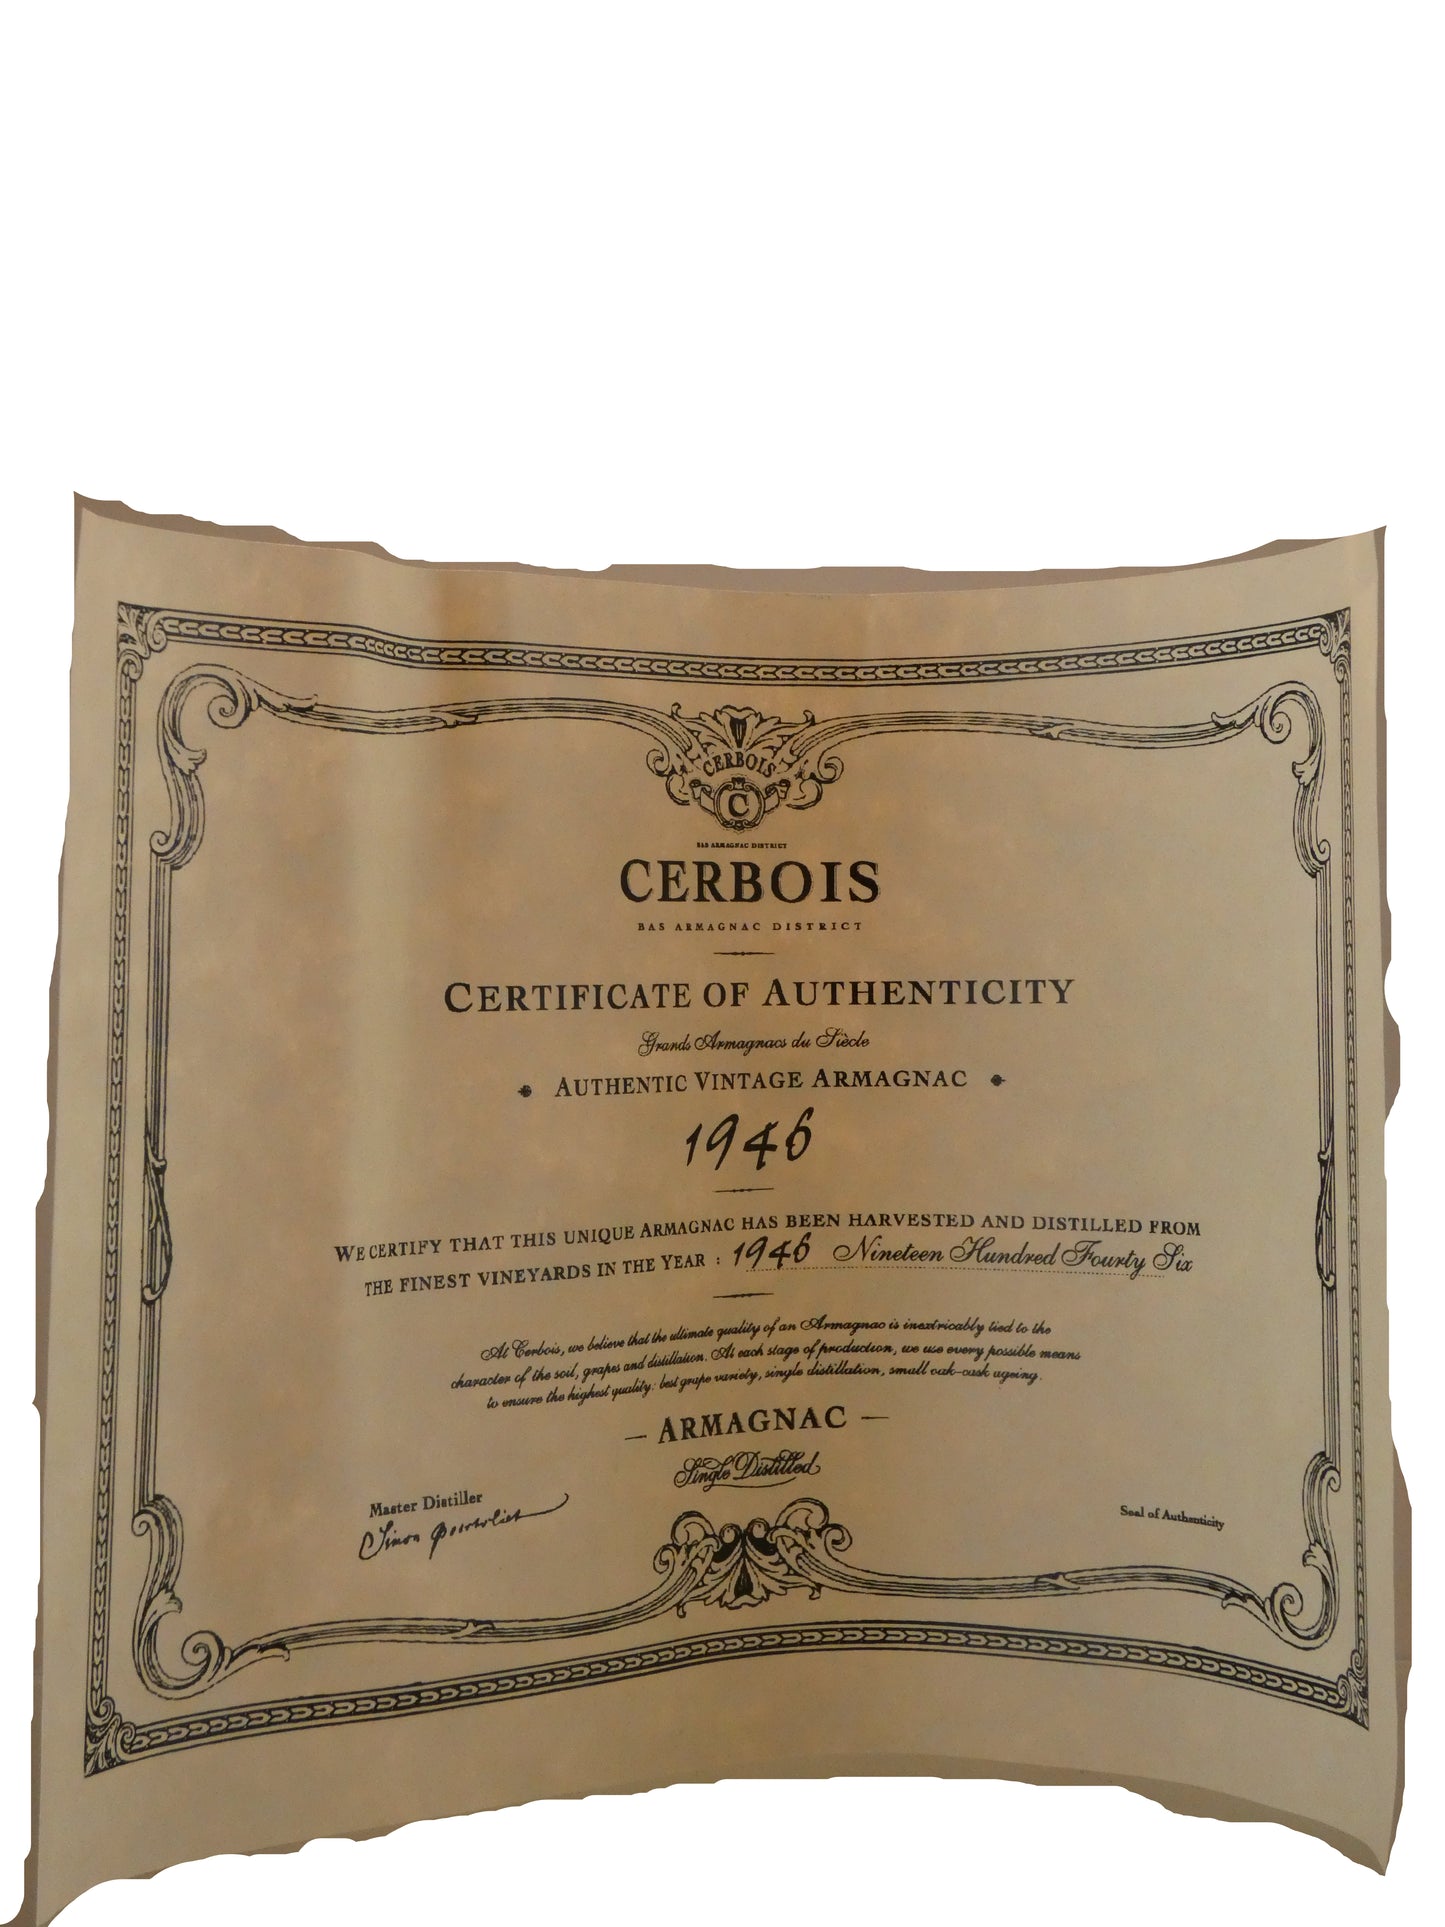 CERBOIS
C
BAS ARMAGNAC DISTRICT
CERBOIS
BAS ARMAGNAC DISTRICT
CERTIFICATE OF AUTHENTICITY
Grands Armagnacs du Siècle
AUTHENTIC VINTAGE ARMAGNAC
1946
WE CERTIFY THAT THIS UNIQUE ARMAGNAC HAS BEEN HARVESTED AND DISTILLED FROM
THE FINEST VINEYARDS IN THE YEAR : 1946 Nineteen Hundred Fourty Six
At Cerbois, we believe that the ultimate quality of an Armagnac is inextricably tied to the
character of the soil, grapes and distillation. At each stage of production, we use every possible means
to ensure the highest quality: best grape variety, single distillation, small oak-cask ageing.
— ARMAGNAC —
Single Distilled
Master Distiller
Seal of Authenticity